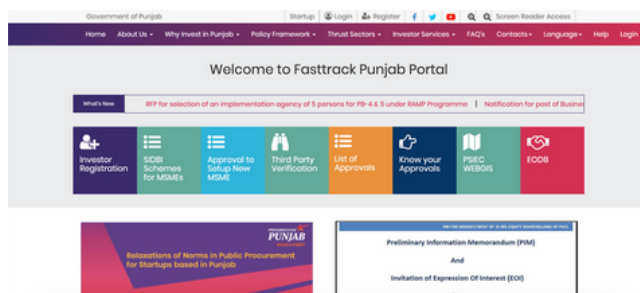 Government of Punjab
Startup Login Register Screen Reader Access
Home About Us Why Invest in Punjab Policy Framework Thrust Sectors Investor Services FAQ's Contacts Language Help Login
Welcome to Fasttrack Punjab Portal
What's New
RFP for selection of an implementation agency of 5 persons for PB-4 & 5 under RAMP Programme | Notification for post of Busine
Investor Registration
SIDBI Schemes for MSMEs
Approval to Setup New MSME
Third Party Verification
List of Approvals
Know your Approvals
PSIEC WEBGIS
EODB
PUNJAB
Relaxations of Norms in Public Procurement
for Startups based in Punjab
Preliminary Information Memorandum (PIM)
And
Invitation of Expression Of Interest (EOI)